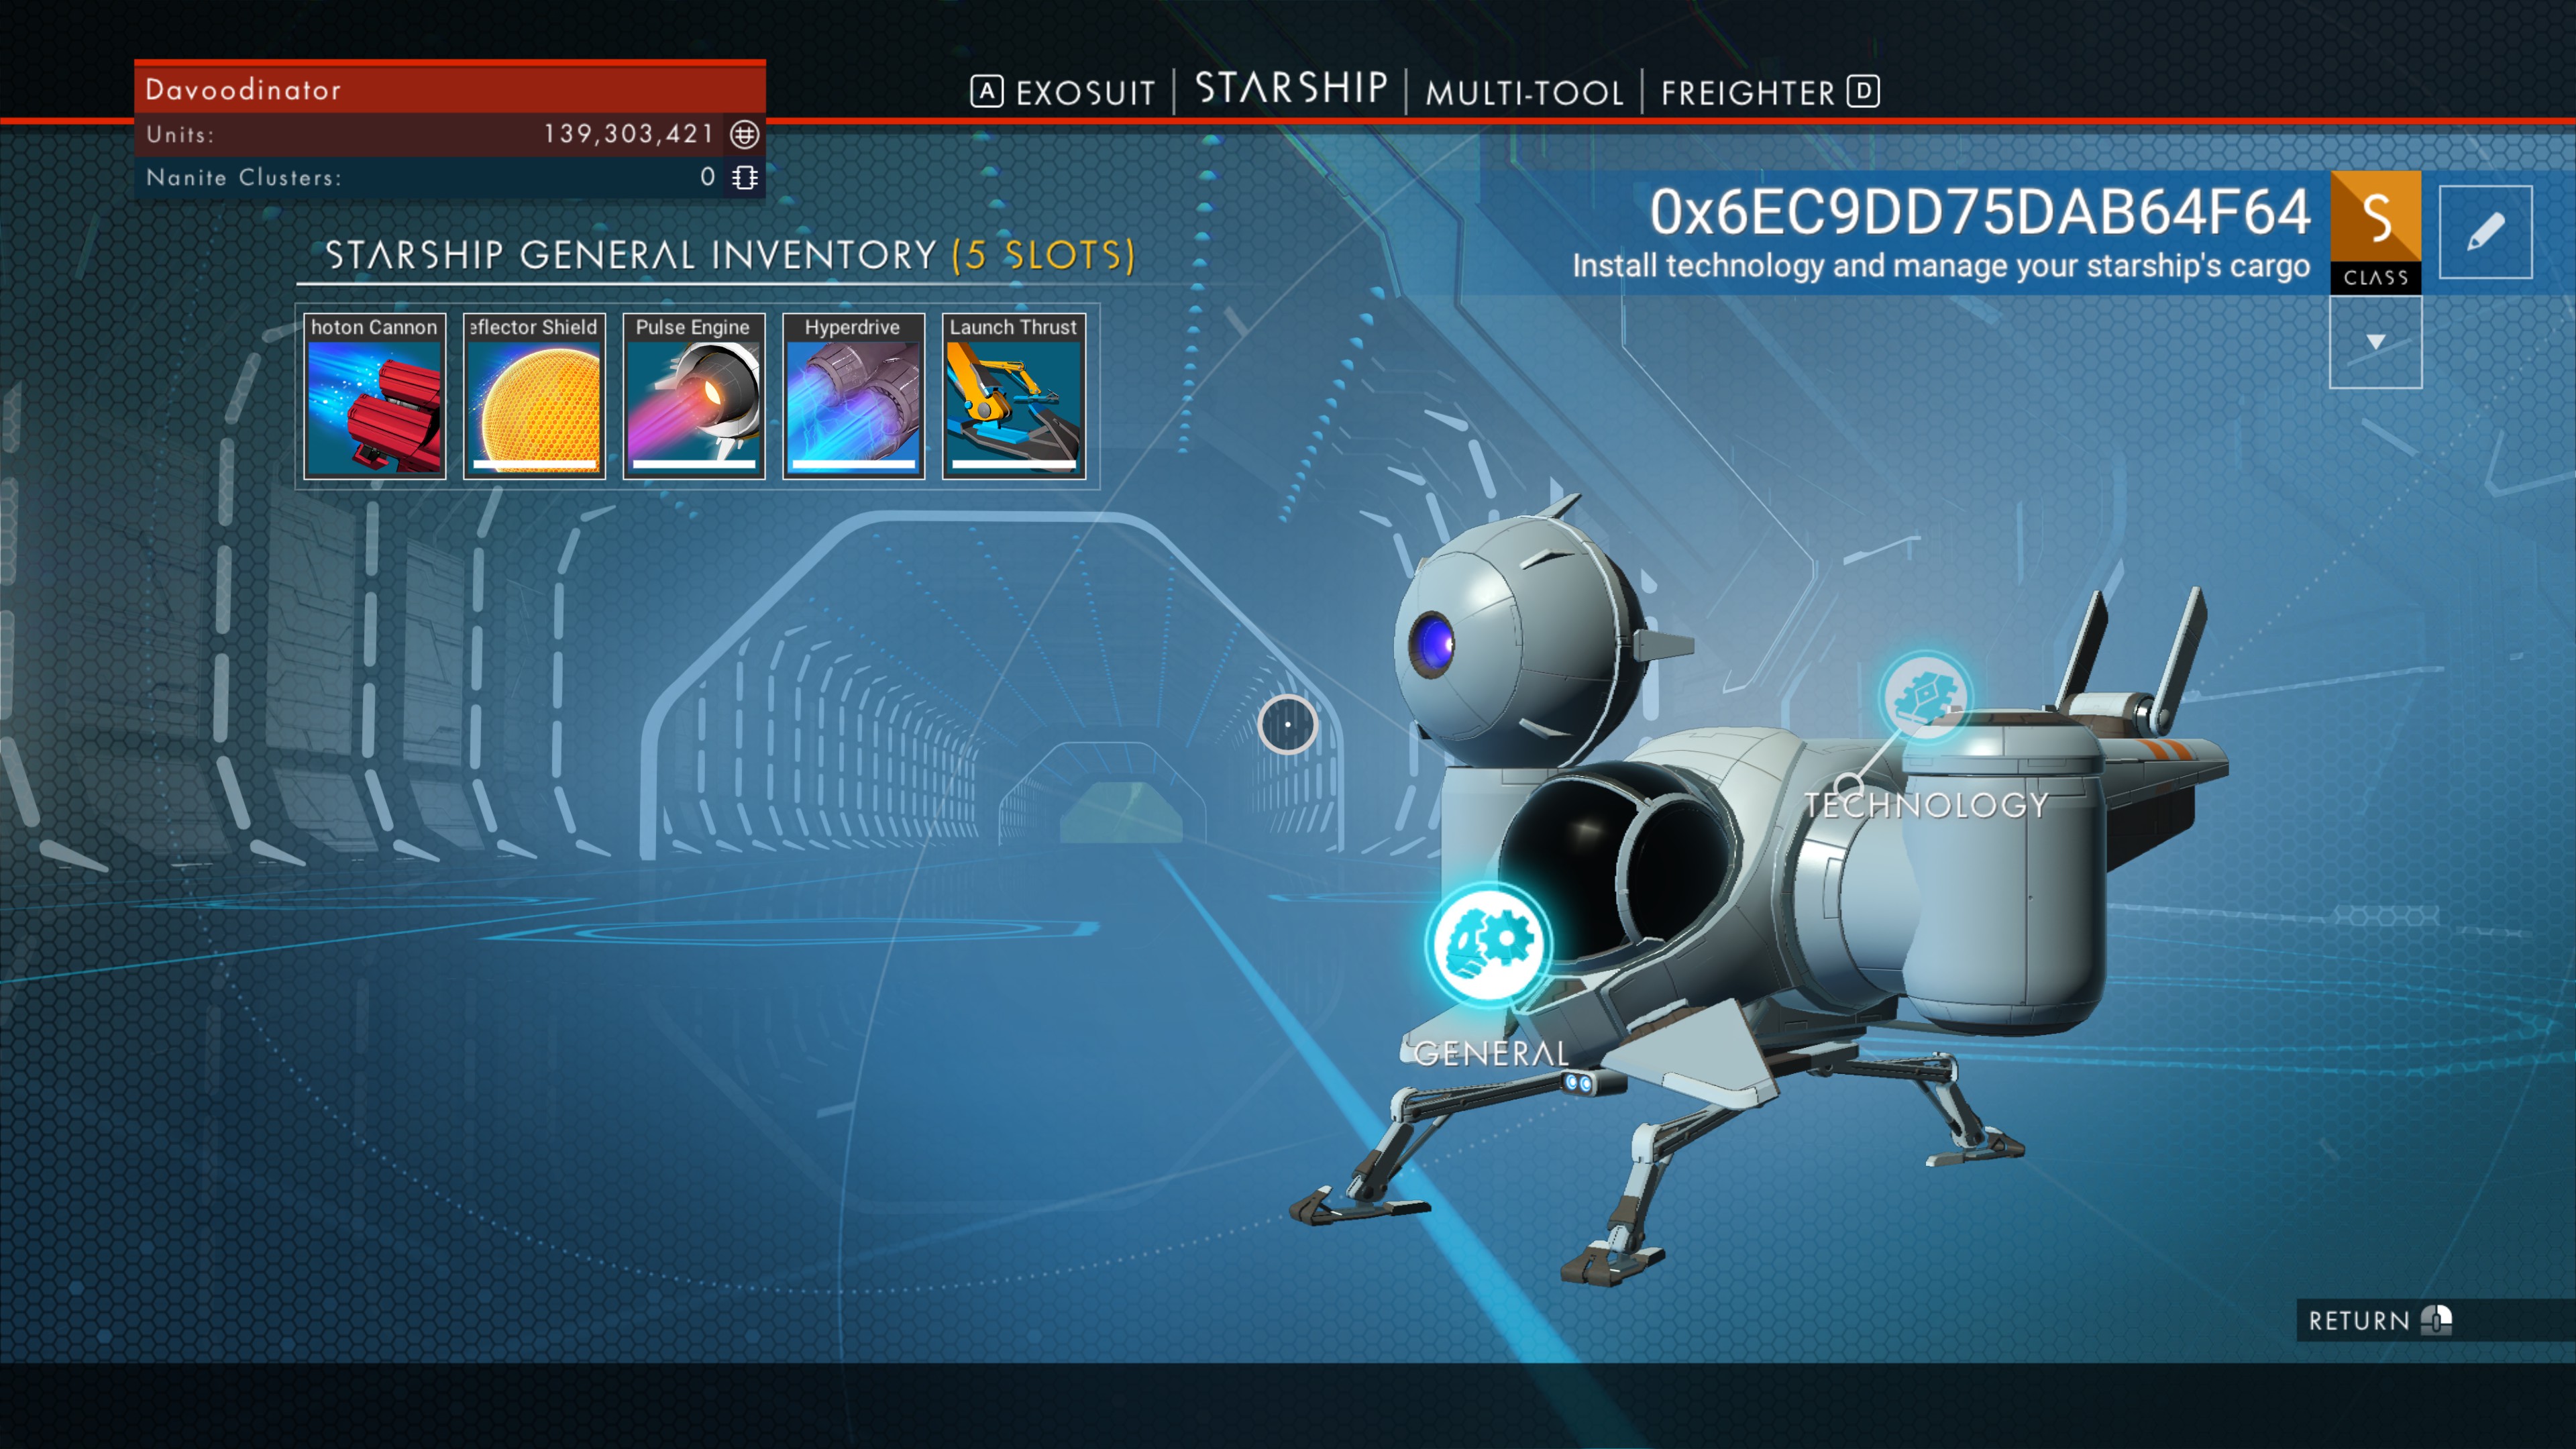 Davoodinator
Units: 139,303,421
Nanite Clusters: 0
A EXOSUIT STARSHIP MULTI-TOOL FREIGHTER D
0x6EC9DD75DAB64F64
Install technology and manage your starship's cargo
S
CLASS
STARSHIP GENERAL INVENTORY (5 SLOTS)
hoton Cannon
eflector Shield
Pulse Engine
Hyperdrive
Launch Thrust
TECHNOLOGY
GENERAL
RETURN